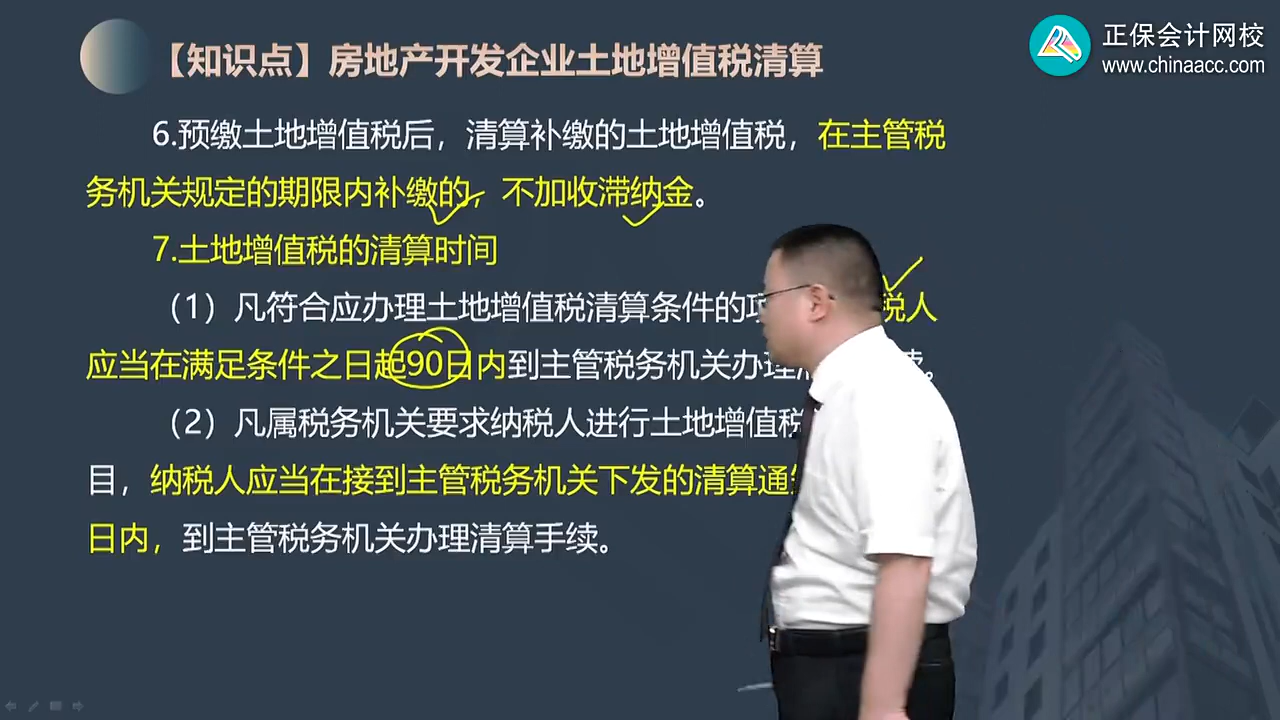 【知识点】房地产开发企业土地增值税清算
正保会计网校
www.chinaacc.com
6.预缴土地增值税后，清算补缴的土地增值税，在主管税
务机关规定的期限内补缴的，不加收滞纳金。
7.土地增值税的清算时间
（1）凡符合应办理土地增值税清算条件的项 税人
应当在满足条件之日起90日内到主管税务机关办理 。
（2）凡属税务机关要求纳税人进行土地增值税
目，纳税人应当在接到主管税务机关下发的清算通
日内，到主管税务机关办理清算手续。